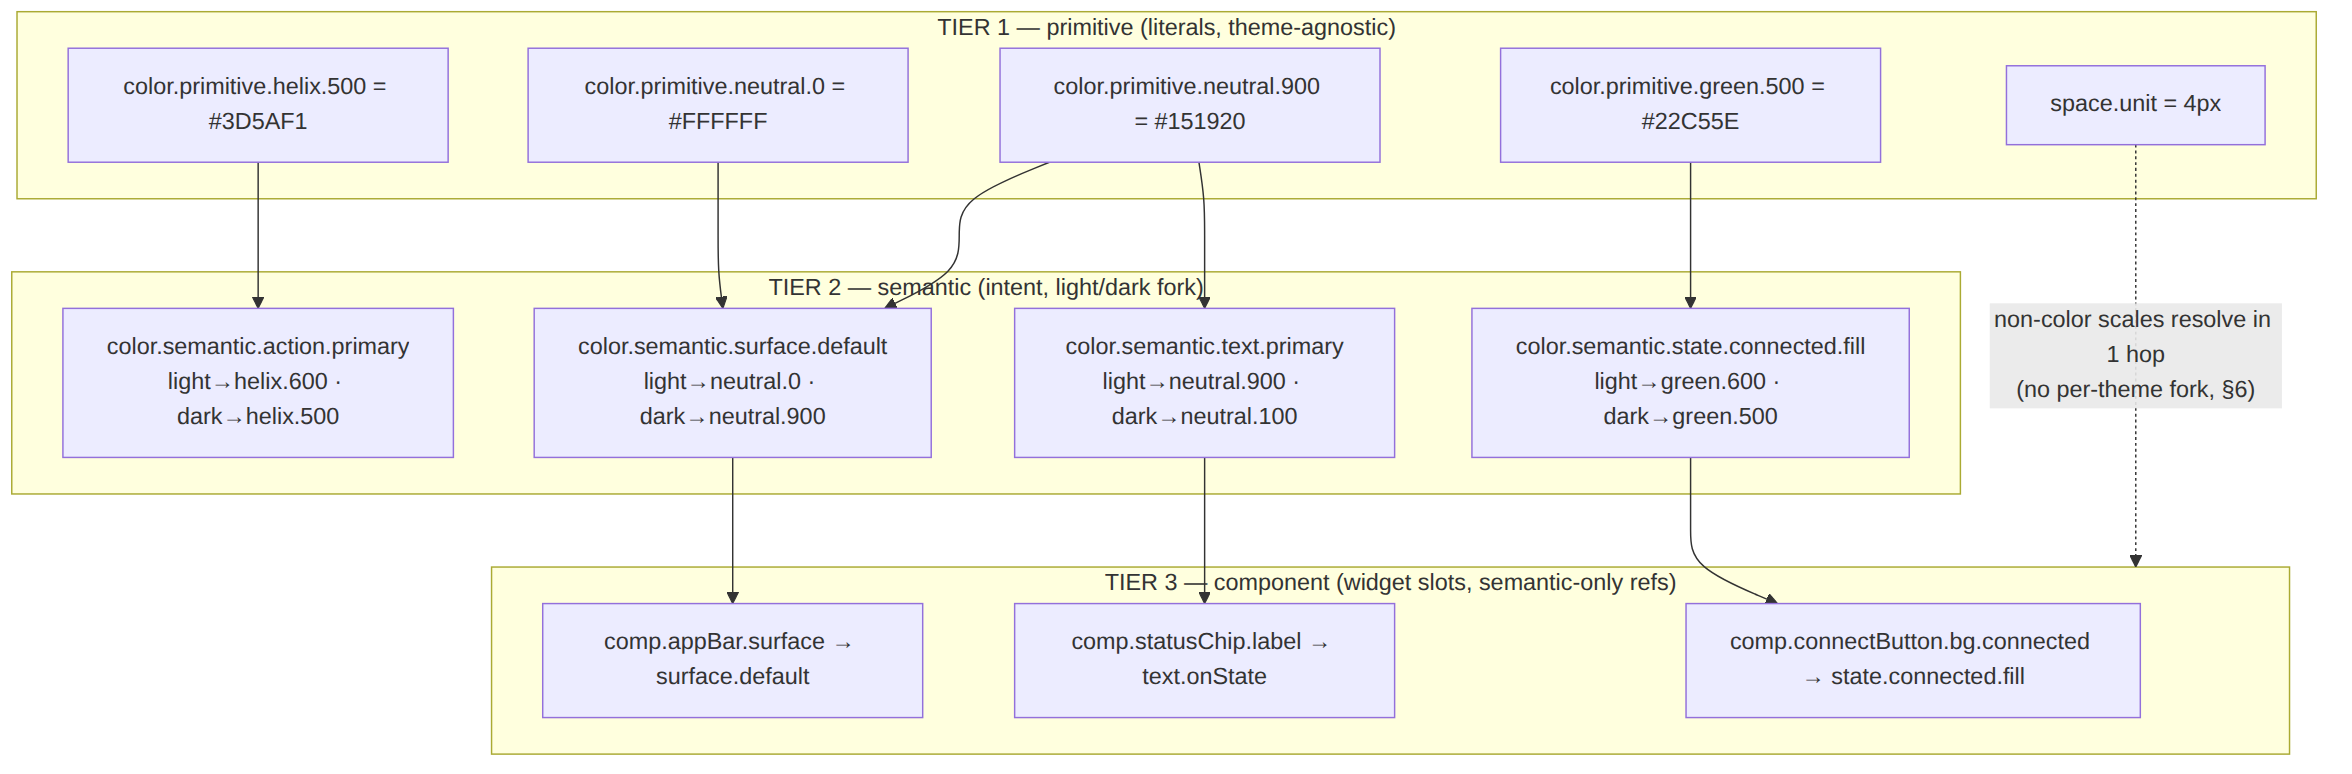 TIER 1 — primitive (literals, theme-agnostic)
color.primitive.helix.500 =
#3D5AF1
color.primitive.neutral.0 =
#FFFFFF
color.primitive.neutral.900
= #151920
color.primitive.green.500 =
#22C55E
space.unit = 4px
TIER 2 — semantic (intent, light/dark fork)
color.semantic.action.primary
light→helix.600 ·
dark→helix.500
color.semantic.surface.default
light→neutral.0 ·
dark→neutral.900
color.semantic.text.primary
light→neutral.900 ·
dark→neutral.100
color.semantic.state.connected.fill
light→green.600 ·
dark→green.500
non-color scales resolve in
1 hop
(no per-theme fork, §6)
TIER 3 — component (widget slots, semantic-only refs)
comp.appBar.surface →
surface.default
comp.statusChip.label →
text.onState
comp.connectButton.bg.connected
→ state.connected.fill